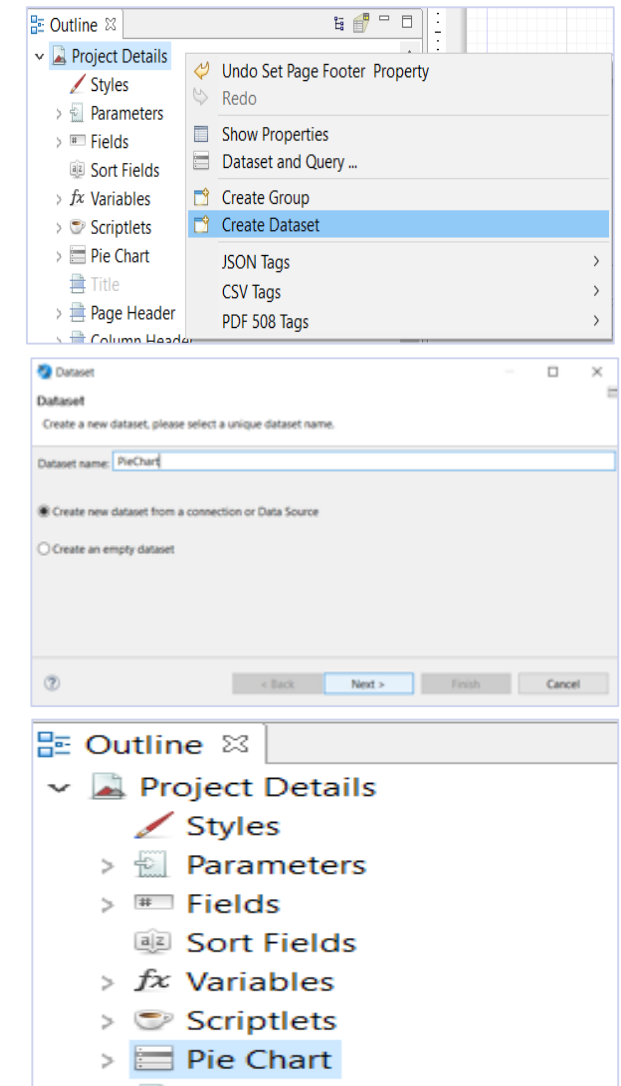 Outline
Project Details
Styles
Parameters
Fields
Sort Fields
fx Variables
Scriptlets
Pie Chart
Title
Page Header
Column Header
Undo Set Page Footer Property
Redo
Show Properties
Dataset and Query ...
Create Group
Create Dataset
JSON Tags
CSV Tags
PDF 508 Tags
Dataset
Dataset
Create a new dataset, please select a unique dataset name.
Dataset name: PieChart
Create new dataset from a connection or Data Source
Create an empty dataset
< Back Next > Finish Cancel
Outline
Project Details
Styles
Parameters
# Fields
a z Sort Fields
fx Variables
Scriptlets
Pie Chart